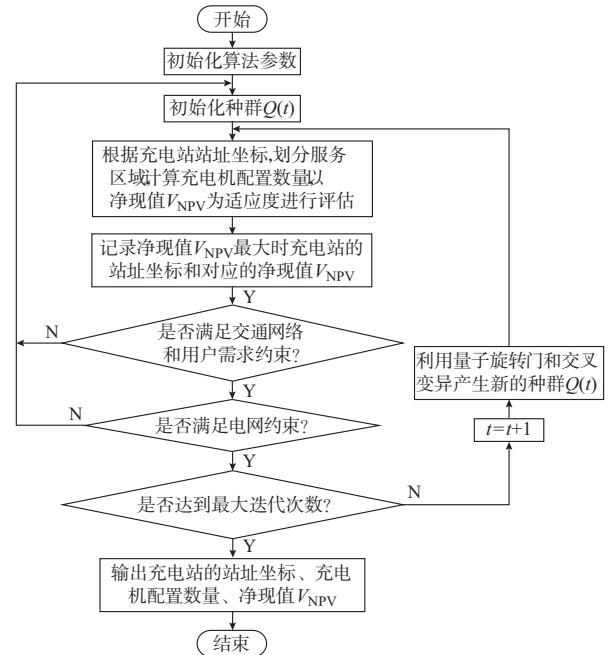 开始
初始化算法参数
初始化种群Q(t)
根据充电站站址坐标,划分服务
区域,计算充电机配置数量,以
净现值VNPV为适应度进行评估
记录净现值VNPV最大时充电站的
站址坐标和对应的净现值VNPV
Y
N
是否满足交通网络
和用户需求约束?
Y
N
是否满足电网约束?
Y
是否达到最大迭代次数?
N
t=t+1
利用量子旋转门和交叉
变异产生新的种群Q(t)
Y
输出充电站的站址坐标、充电
机配置数量、净现值VNPV
结束